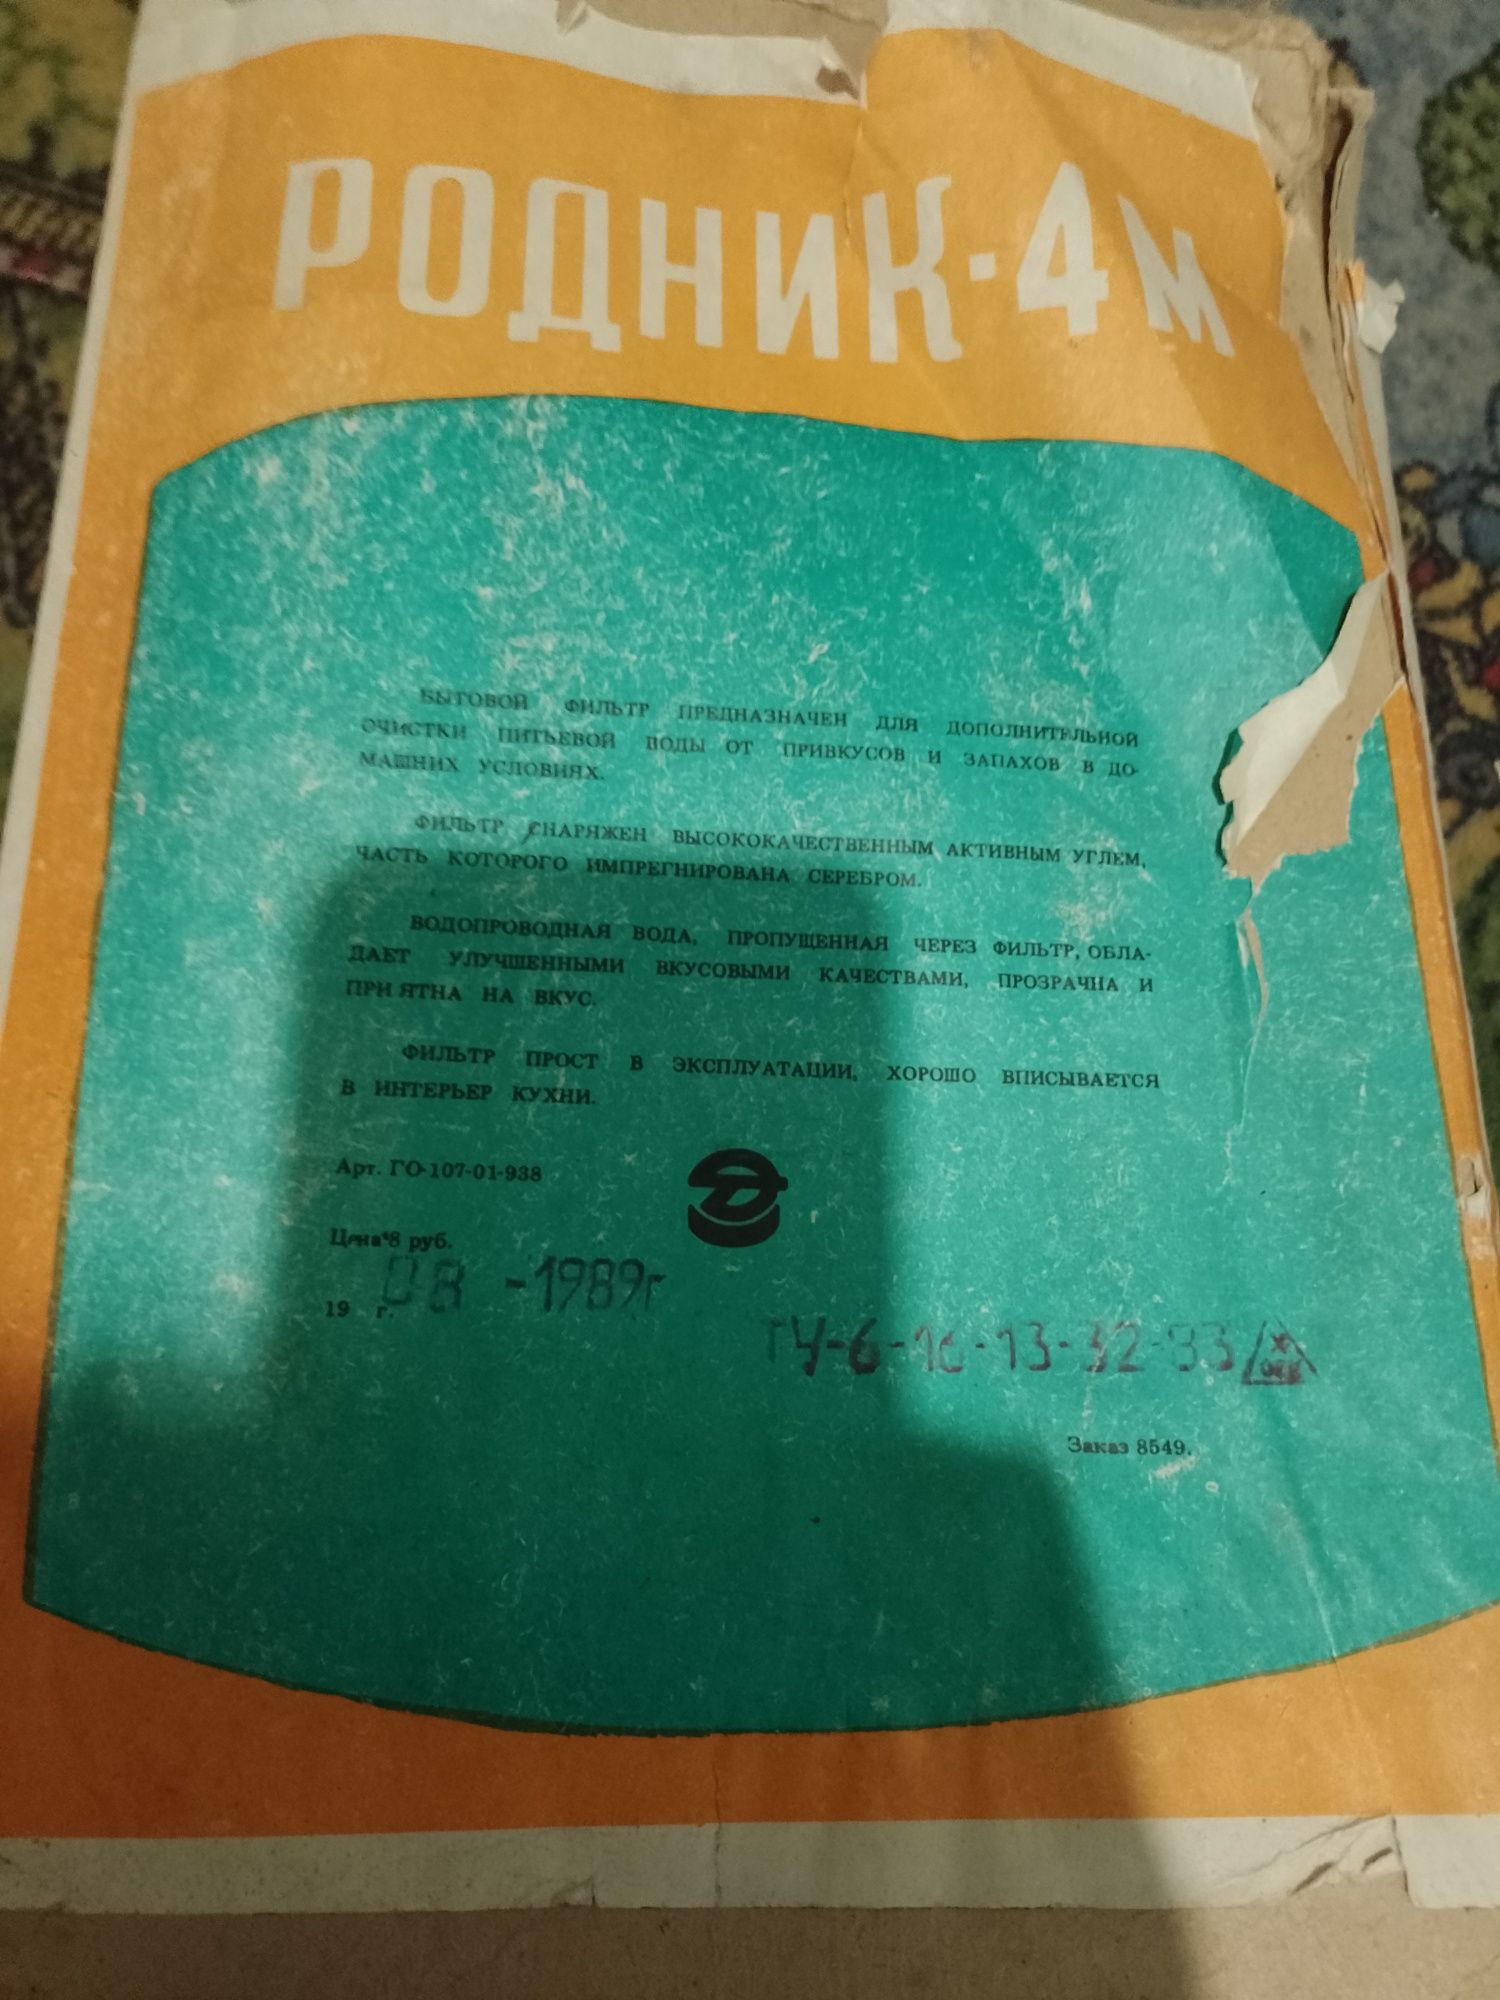 РОДНИК-4М
БЫТОВОЙ ФИЛЬТР ПРЕДНАЗНАЧЕН ДЛЯ ДОПОЛНИТЕЛЬНОЙ
ОЧИСТКИ ПИТЬЕВОЙ ВОДЫ ОТ ПРИВКУСОВ И ЗАПАХОВ В ДО-
МАШНИХ УСЛОВИЯХ.
ФИЛЬТР СНАРЯЖЕН ВЫСОКОКАЧЕСТВЕННЫМ АКТИВНЫМ УГЛЕМ,
ЧАСТЬ КОТОРОГО ИМПРЕГНИРОВАНА СЕРЕБРОМ.
ВОДОПРОВОДНАЯ ВОДА, ПРОПУЩЕННАЯ ЧЕРЕЗ ФИЛЬТР, ОБЛА-
ДАЕТ УЛУЧШЕННЫМИ ВКУСОВЫМИ КАЧЕСТВАМИ, ПРОЗРАЧНА И
ПРИЯТНА НА ВКУС.
ФИЛЬТР ПРОСТ В ЭКСПЛУАТАЦИИ, ХОРОШО ВПИСЫВАЕТСЯ
В ИНТЕРЬЕР КУХНИ.
Арт. ГО-107-01-938
Цена 8 руб.
08 -1989г
19 г.
ТУ-6-16-13-32-83
Заказ 8549.